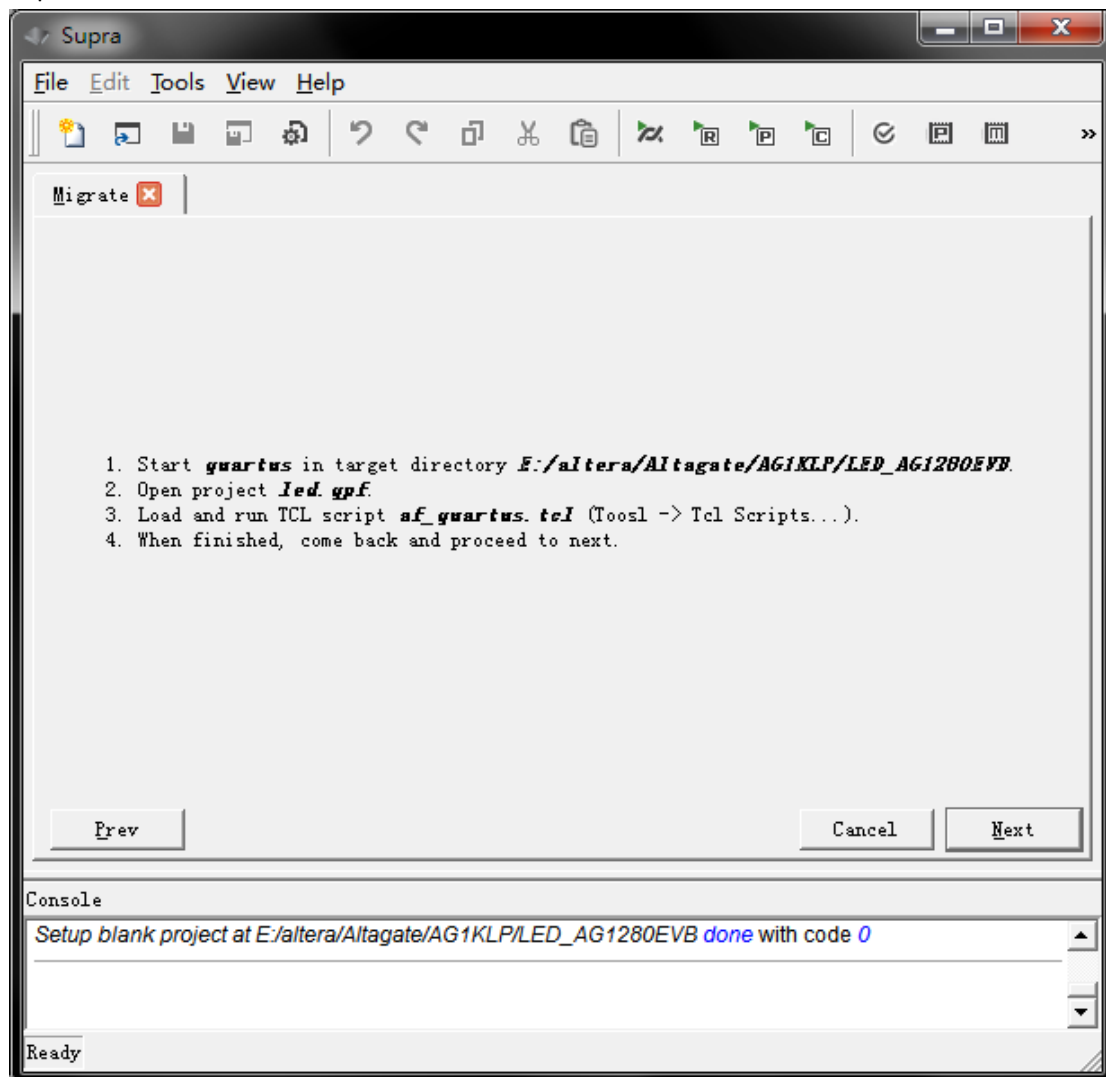 Supra
File Edit Tools View Help
R P C P m »
Migrate
1. Start quartus in target directory E:/altera/Altagate/AG1KLP/LED_AG1280EVB.
2. Open project led.qpf.
3. Load and run TCL script af_quartus.tcl (Toosl -> Tcl Scripts...).
4. When finished, come back and proceed to next.
Prev Cancel Next
Console
Setup blank project at E:/altera/Altagate/AG1KLP/LED_AG1280EVB done with code 0
Ready